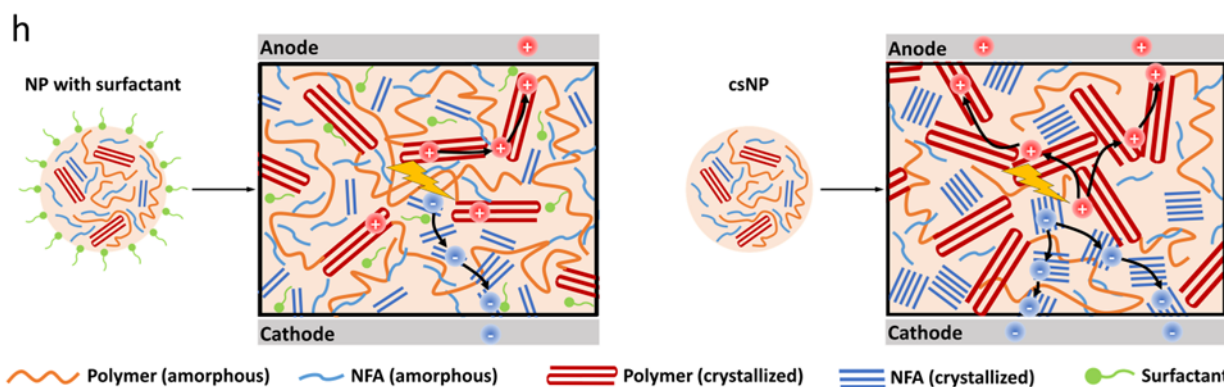 h
NP with surfactant
Anode
+
+
+
+
+
+
-
-
-
Cathode
-
csNP
Anode
+
+
+
+
+
+
+
-
-
-
-
-
Cathode
-
-
Polymer (amorphous)
NFA (amorphous)
Polymer (crystallized)
NFA (crystallized)
Surfactant